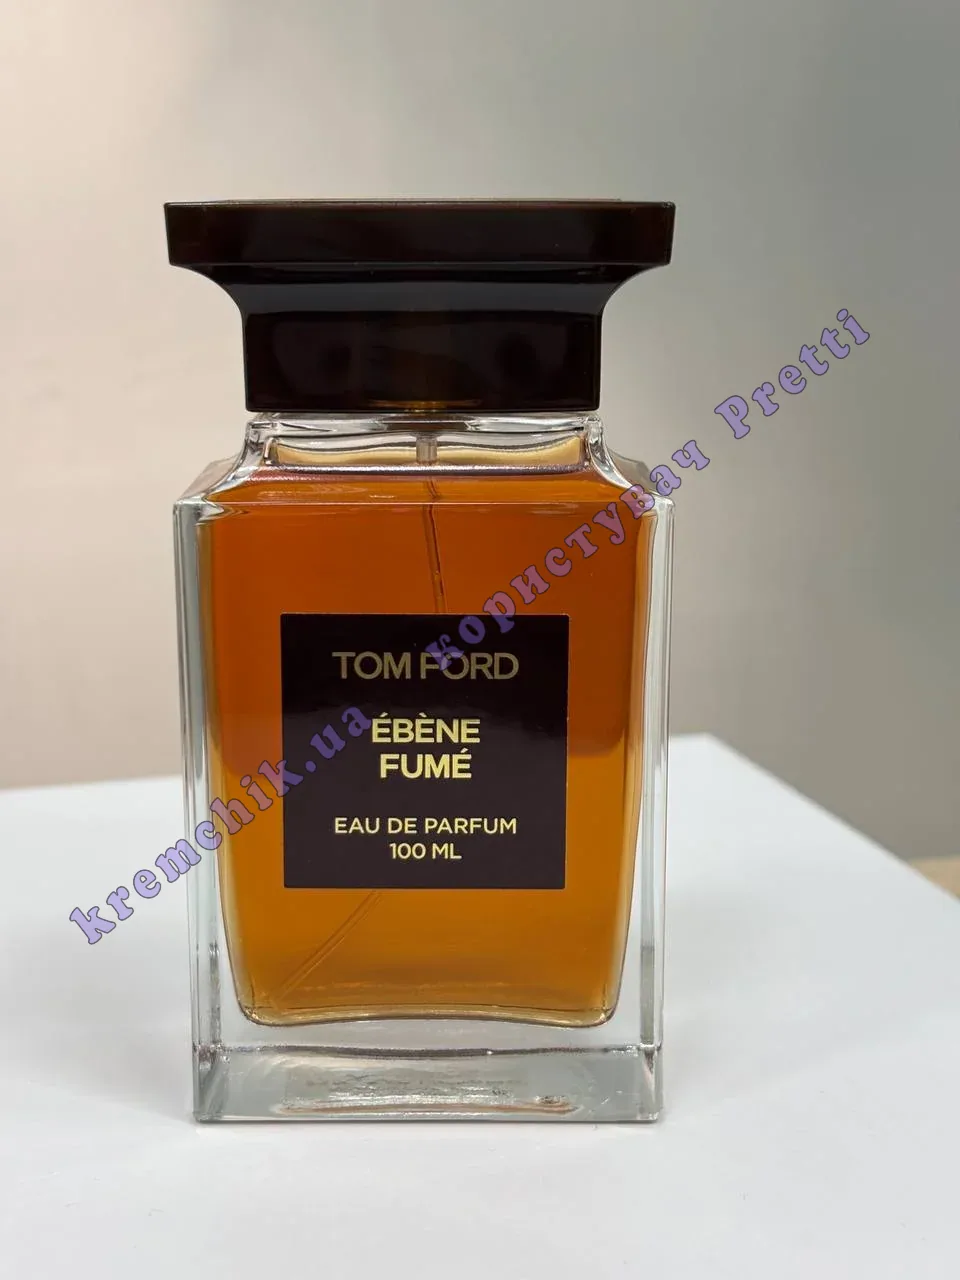 TOM FORD
ÉBÈNE
FUMÉ
EAU DE PARFUM
100 ML
kremchik.ua користувач Pretti